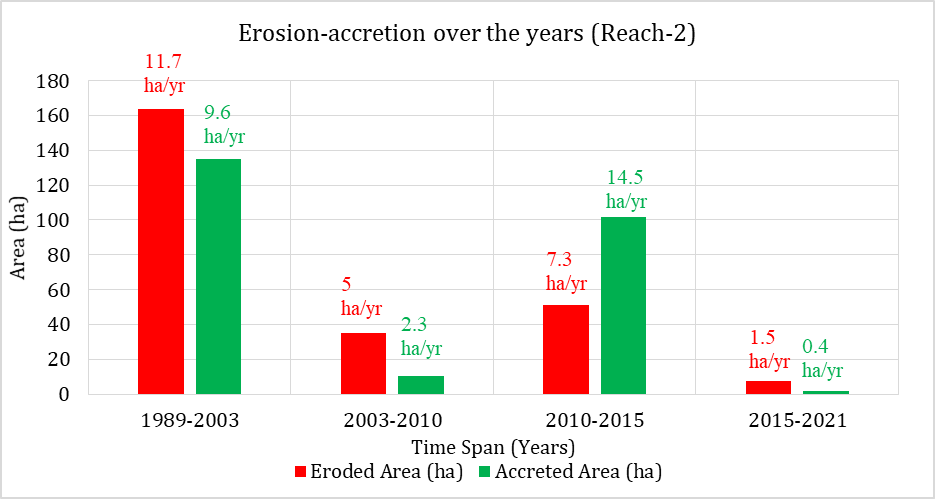 Erosion-accretion over the years (Reach-2)
11.7
ha/yr
9.6
ha/yr
5
ha/yr
2.3
ha/yr
7.3
ha/yr
14.5
ha/yr
1.5
ha/yr
0.4
ha/yr
Area (ha)
180
160
140
120
100
80
60
40
20
0
1989-2003 2003-2010 2010-2015 2015-2021
Time Span (Years)
Eroded Area (ha) Accreted Area (ha)